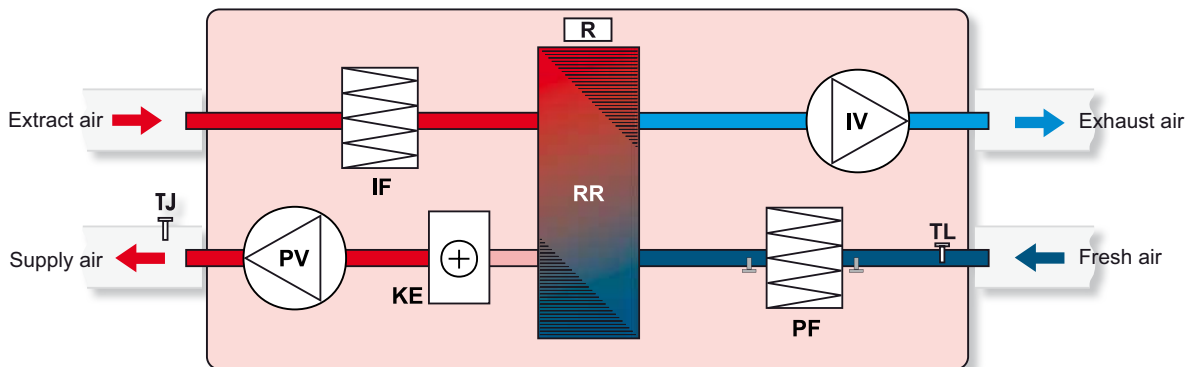 R
Extract air
IV
Exhaust air
IF
RR
TJ
TL
Supply air
PV
Fresh air
KE
PF